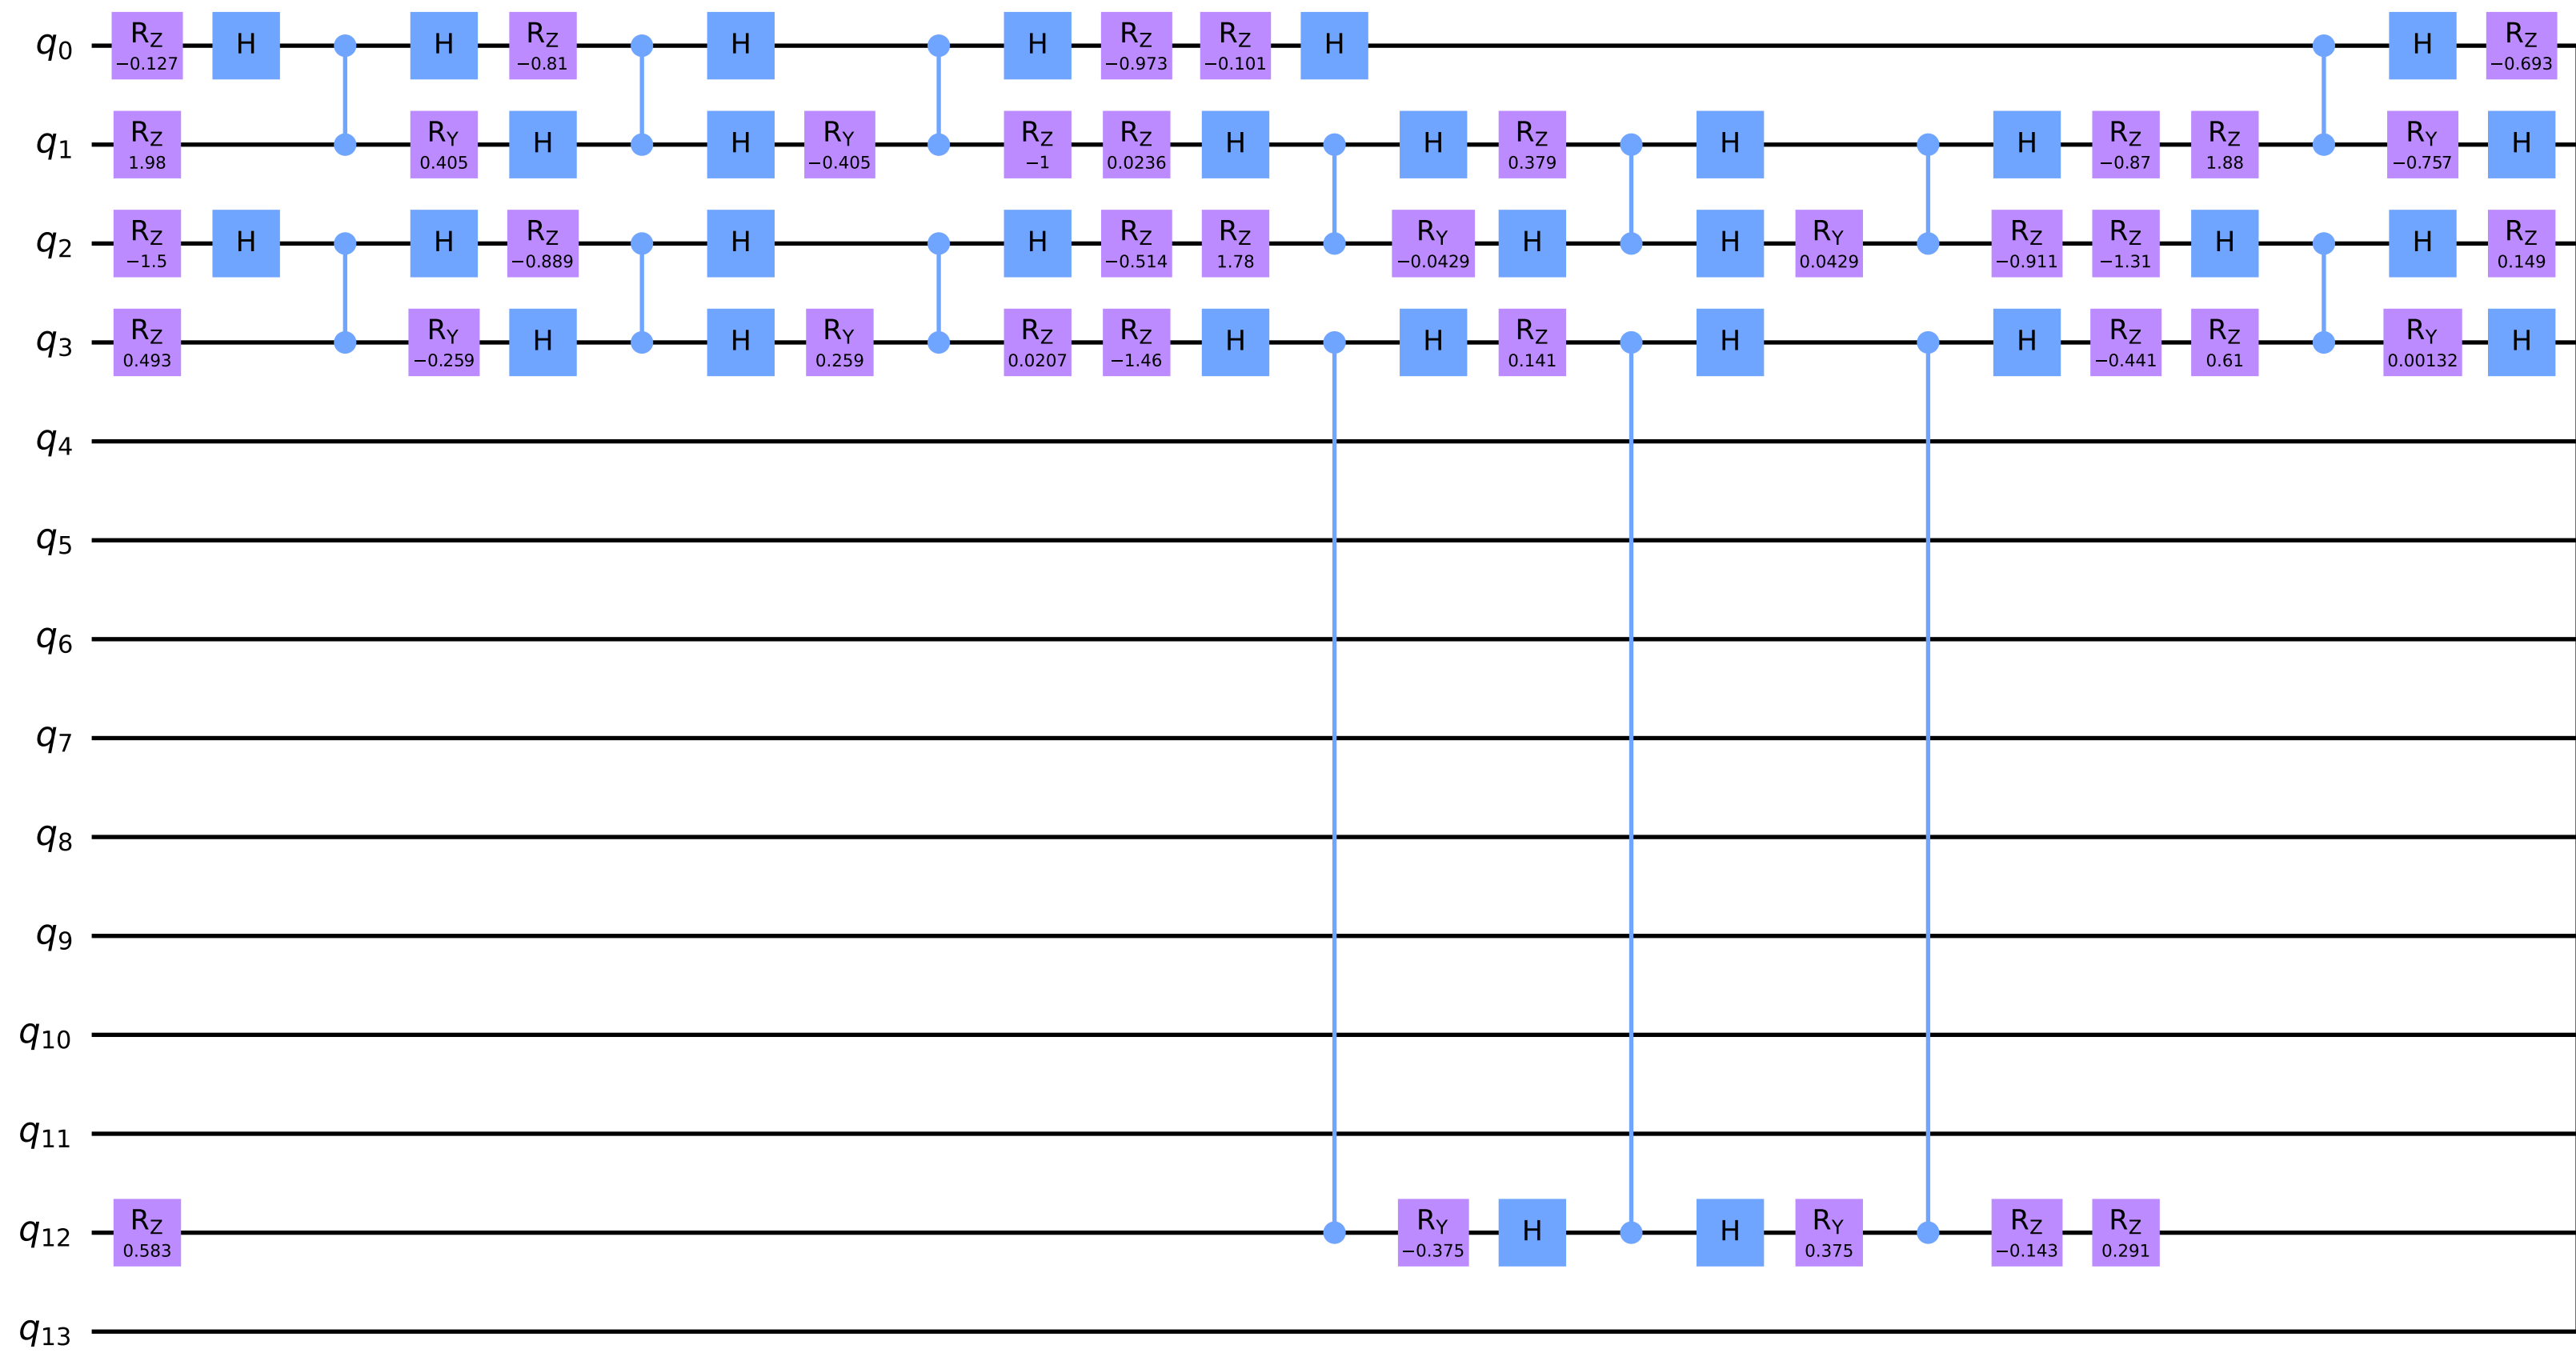 q0 RZ −0.127 H H RZ −0.81 H H RZ −0.973 RZ −0.101 H H RZ −0.693
q1 RZ 1.98 RY 0.405 H H RY −0.405 RZ −1 RZ 0.0236 H H RZ 0.379 H H RZ −0.87 RZ 1.88 RY −0.757 H
q2 RZ −1.5 H H RZ −0.889 H H RZ −0.514 RZ 1.78 RY −0.0429 H H RY 0.0429 RZ −0.911 RZ −1.31 H H RZ 0.149
q3 RZ 0.493 RY −0.259 H H RY 0.259 RZ 0.0207 RZ −1.46 H H RZ 0.141 H H RZ −0.441 RZ 0.61 RY 0.00132 H
q4
q5
q6
q7
q8
q9
q10
q11
q12 RZ 0.583 RY −0.375 H H RY 0.375 RZ −0.143 RZ 0.291
q13